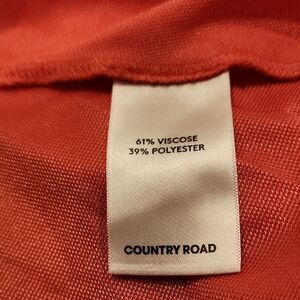 61% VISCOSE
39% POLYESTER
COUNTRY ROAD